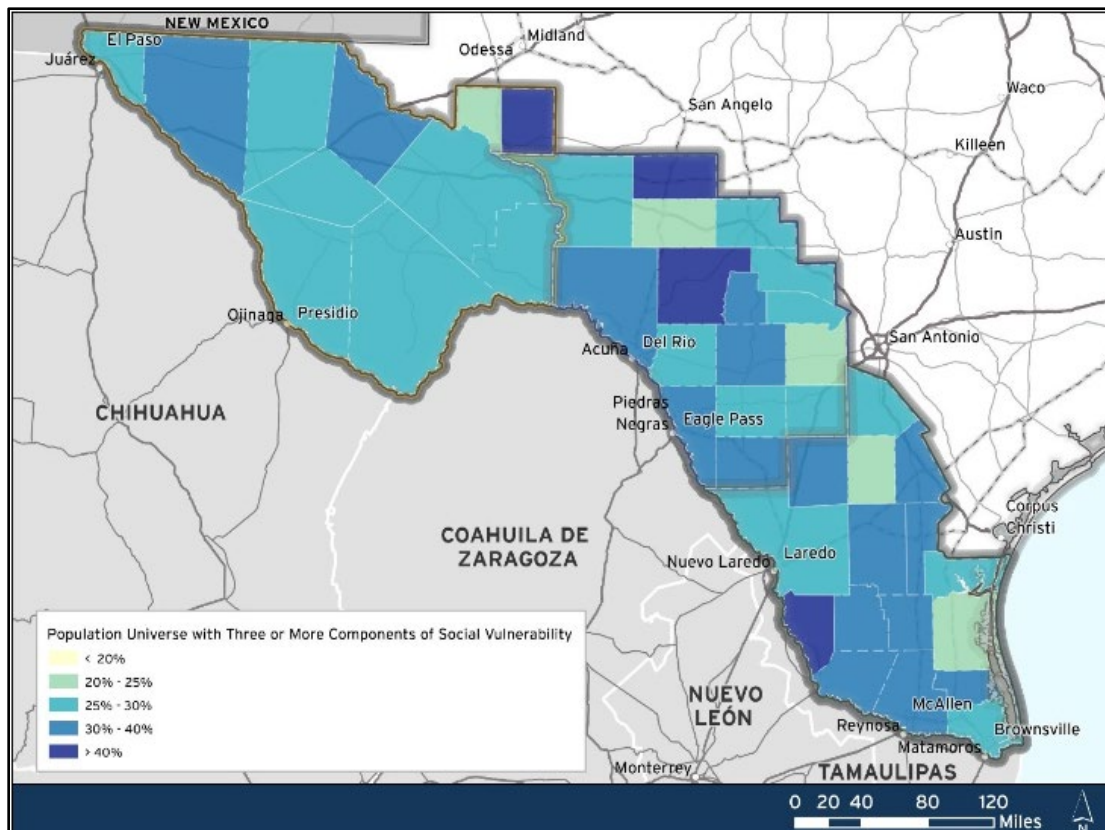 NEW MEXICO
El Paso
Juárez
Odessa
Midland
Waco
San Angelo
Killeen
Austin
Ojinaga
Presidio
San Antonio
Acuña
Del Rio
CHIHUAHUA
Piedras
Negras
Eagle Pass
COAHUILA DE
ZARAGOZA
Corpus
Christi
Nuevo Laredo
Laredo
Population Universe with Three or More Components of Social Vulnerability
< 20%
20% - 25%
25% - 30%
30% - 40%
> 40%
NUEVO
LEÓN
McAllen
Reynosa
Brownsville
Matamoros
Monterrey
TAMAULIPAS
0 20 40 80 120
Miles
N